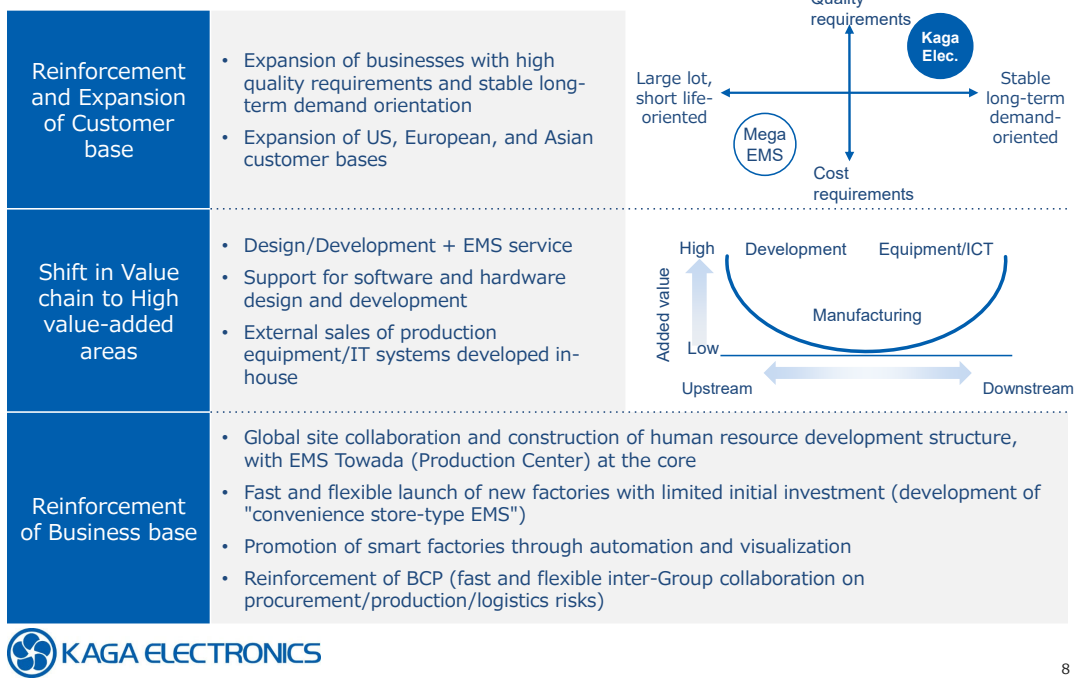 Reinforcement
and Expansion
of Customer
base
• Expansion of businesses with high
quality requirements and stable long-
term demand orientation
• Expansion of US, European, and Asian
customer bases
Quality
requirements
Kaga
Elec.
Large lot,
short life-
oriented
Stable
long-term
demand-
oriented
Mega
EMS
Cost
requirements
Shift in Value
chain to High
value-added
areas
• Design/Development + EMS service
• Support for software and hardware
design and development
• External sales of production
equipment/IT systems developed in-
house
High
Development
Equipment/ICT
Added value
Manufacturing
Low
Upstream
Downstream
Reinforcement
of Business base
• Global site collaboration and construction of human resource development structure,
with EMS Towada (Production Center) at the core
• Fast and flexible launch of new factories with limited initial investment (development of
"convenience store-type EMS")
• Promotion of smart factories through automation and visualization
• Reinforcement of BCP (fast and flexible inter-Group collaboration on
procurement/production/logistics risks)
KAGA ELECTRONICS
8